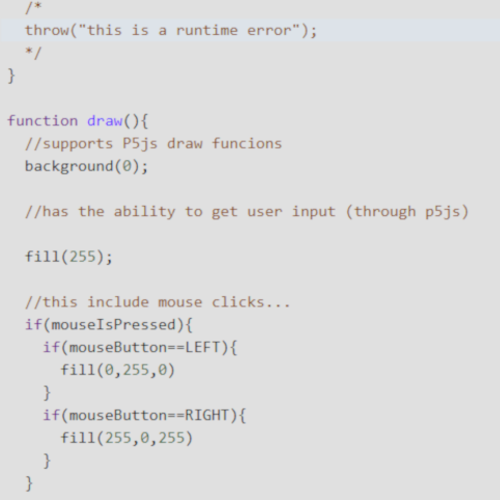 /*
throw("this is a runtime error");
*/
}
function draw(){
//supports P5js draw funcions
background(0);
//has the ability to get user input (through p5js)
fill(255);
//this include mouse clicks...
if(mouseIsPressed){
if(mouseButton==LEFT){
fill(0,255,0)
}
if(mouseButton==RIGHT){
fill(255,0,255)
}
}